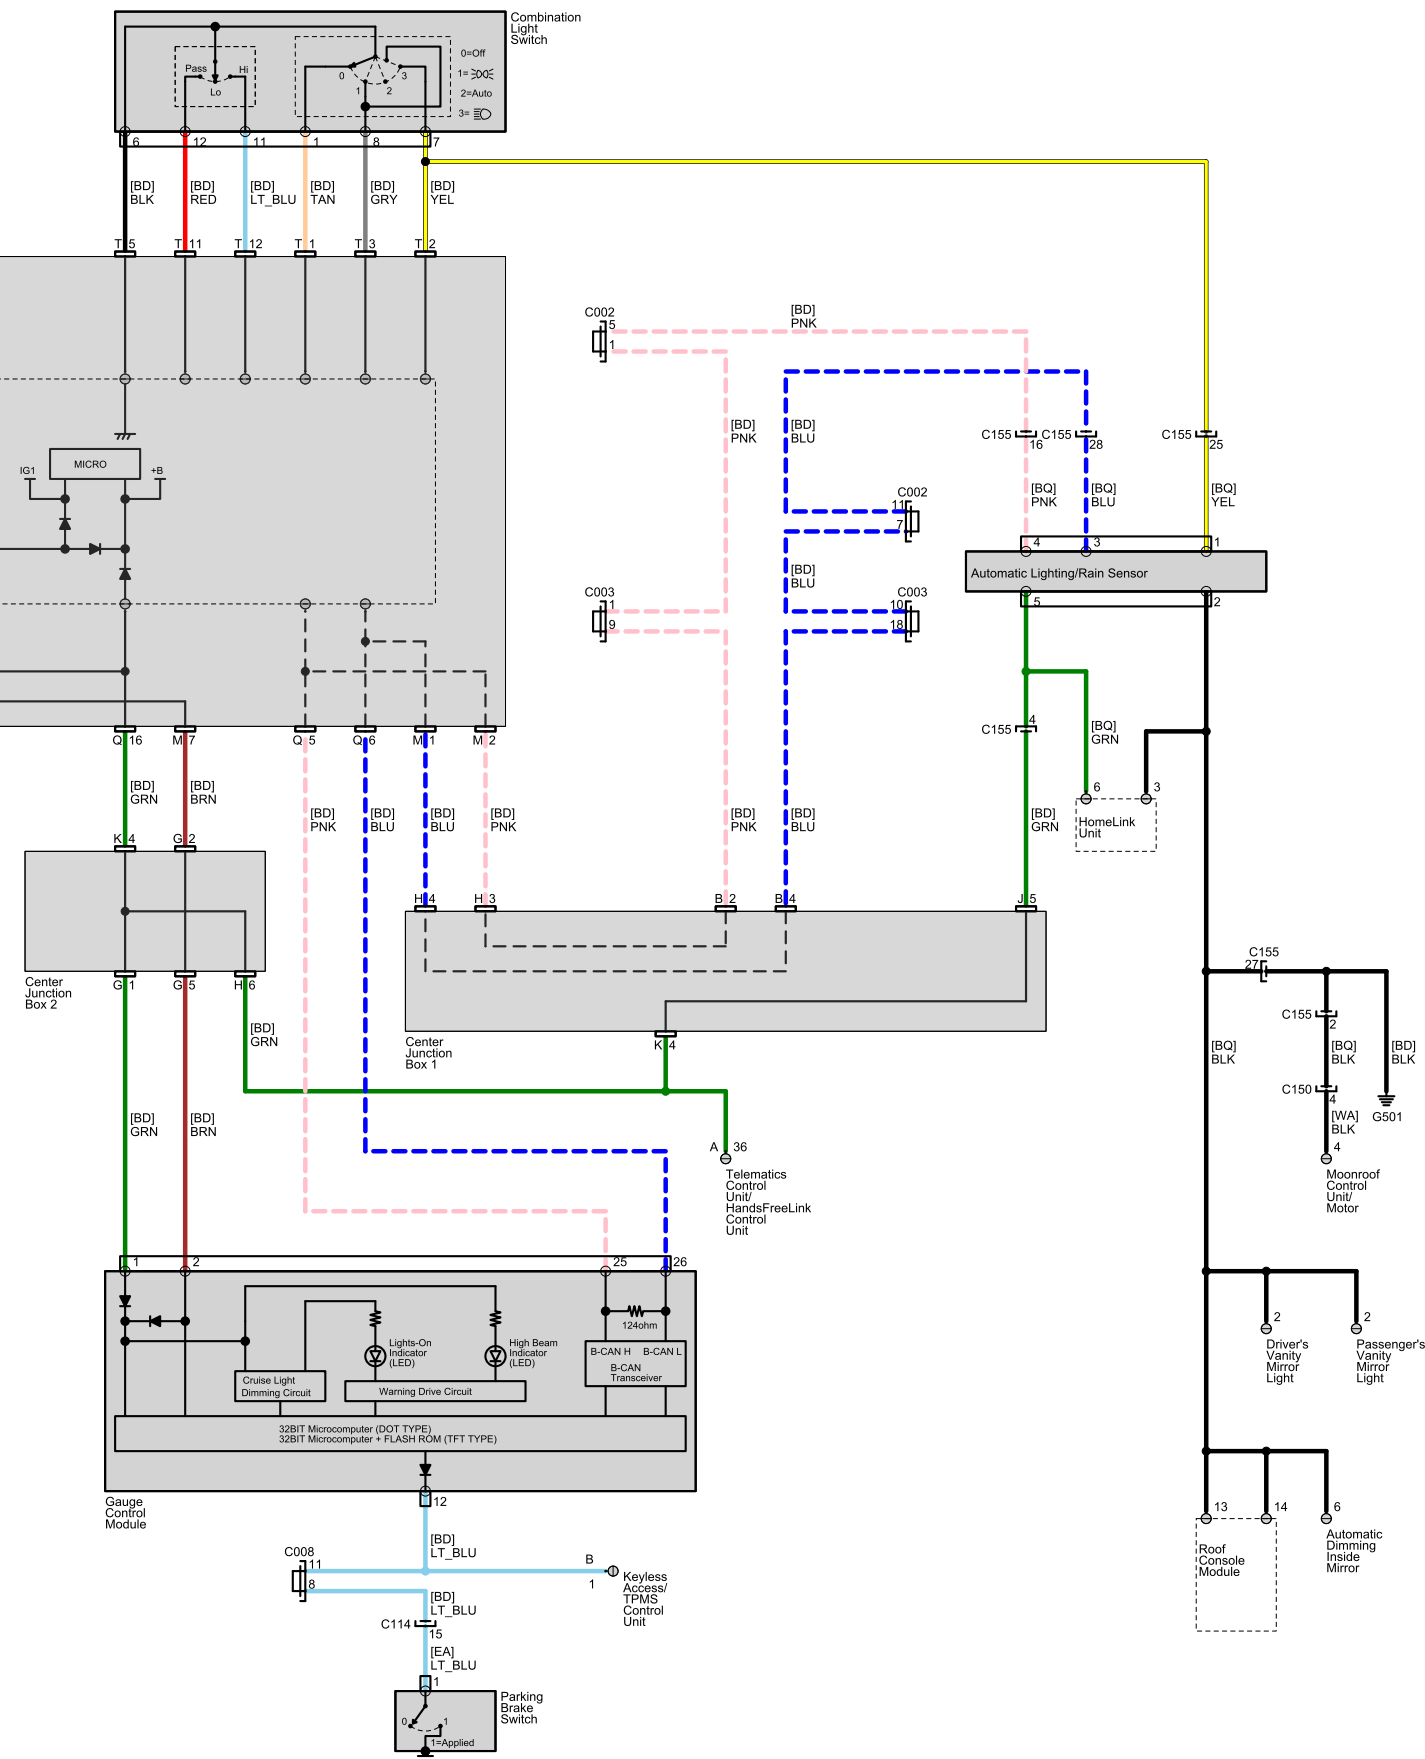 Combination
Light
Switch
0=Off
1=
2=Auto
3=
Pass
Hi
Lo
0
1
2
3
6
12
11
1
8
7
[BD]
BLK
[BD]
RED
[BD]
LT_BLU
[BD]
TAN
[BD]
GRY
[BD]
YEL
T 5
T 11
T 12
T 1
T 3
T 2
C002
5
1
[BD]
PNK
[BD]
PNK
[BD]
BLU
C155
16
C155
28
C155
25
MICRO
IG1
+B
C002
11
7
[BQ]
PNK
[BQ]
BLU
[BQ]
YEL
4
3
1
Automatic Lighting/Rain Sensor
5
2
[BD]
BLU
C003
1
9
C003
10
18
Q 16
M 7
Q 5
Q 6
M 1
M 2
C155
4
[BQ]
GRN
6
3
HomeLink
Unit
[BD]
GRN
[BD]
BRN
[BD]
PNK
[BD]
BLU
[BD]
BLU
[BD]
PNK
[BD]
PNK
[BD]
BLU
[BD]
GRN
K 4
G 2
H 4
H 3
B 2
B 4
J 5
Center
Junction
Box 2
G 1
G 5
H 6
[BD]
GRN
Center
Junction
Box 1
K 4
C155
27
C155
2
[BQ]
BLK
[BQ]
BLK
[BD]
BLK
C150
4
G501
[WA]
BLK
4
Moonroof
Control
Unit/
Motor
[BD]
GRN
[BD]
BRN
A 36
Telematics
Control
Unit/
HandsFreeLink
Control
Unit
1
2
25
26
124ohm
Lights-On
Indicator
(LED)
High Beam
Indicator
(LED)
B-CAN H
B-CAN L
B-CAN
Transceiver
Cruise Light
Dimming Circuit
Warning Drive Circuit
32BIT Microcomputer (DOT TYPE)
32BIT Microcomputer + FLASH ROM (TFT TYPE)
Gauge
Control
Module
2
Driver's
Vanity
Mirror
Light
2
Passenger's
Vanity
Mirror
Light
12
[BD]
LT_BLU
C008
11
8
B
1
Keyless
Access/
TPMS
Control
Unit
[BD]
LT_BLU
C114
15
[EA]
LT_BLU
1
Parking
Brake
Switch
0
1
1=Applied
13
14
6
Roof
Console
Module
Automatic
Dimming
Inside
Mirror